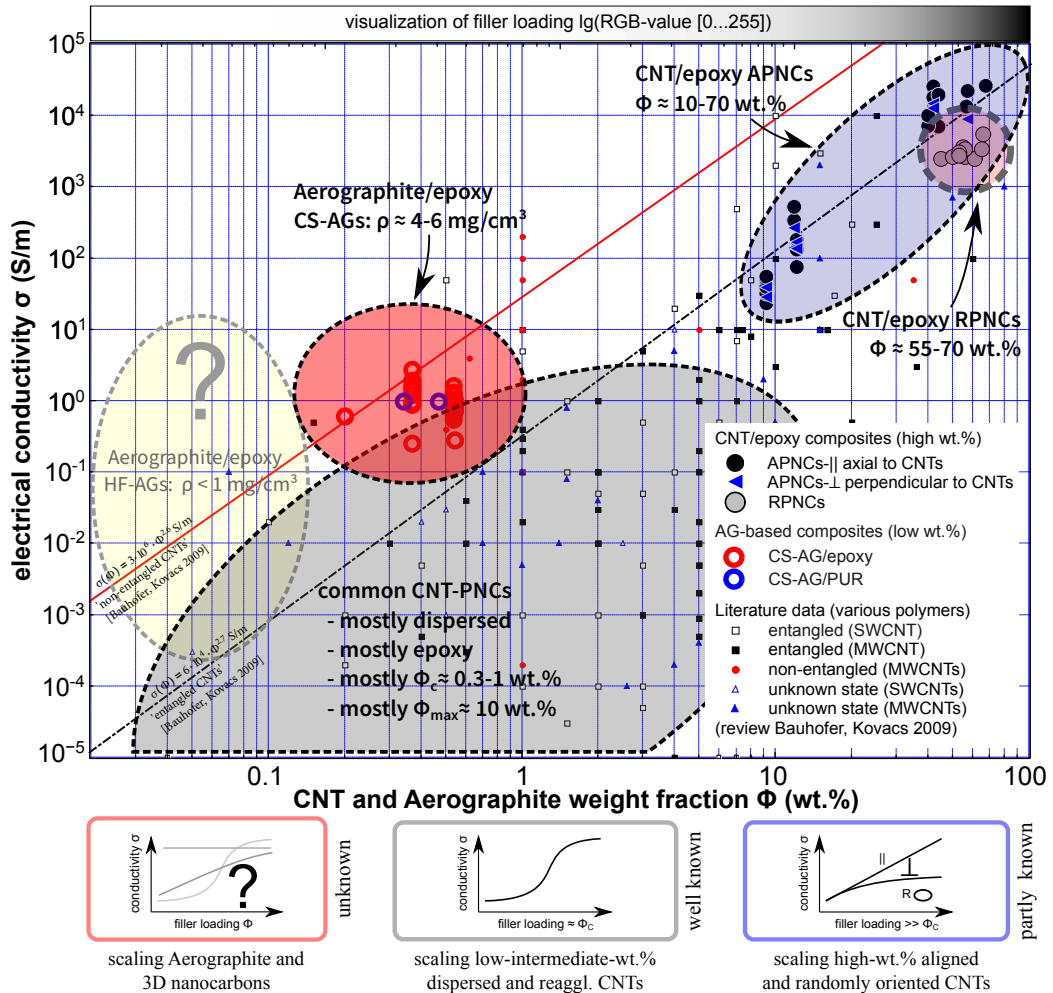 visualization of filler loading lg(RGB-value [0...255])
10⁵
10⁴
10³
10²
10¹
10⁰
10⁻¹
10⁻²
10⁻³
10⁻⁴
10⁻⁵
electrical conductivity σ (S/m)
CNT/epoxy APNCs
Φ ≈ 10-70 wt.%
Aerographite/epoxy
CS-AGs: ρ ≈ 4-6 mg/cm³
CNT/epoxy RPNCs
Φ ≈ 55-70 wt.%
?
Aerographite/epoxy
HF-AGs: ρ < 1 mg/cm³
σ(Φ) = 3·10⁶·Φ²·⁶ S/m
'non-entangled CNTs'
[Bauhofer, Kovacs 2009]
σ(Φ) = 6·10⁴·Φ²·⁷ S/m
'entangled CNTs'
[Bauhofer, Kovacs 2009]
common CNT-PNCs
- mostly dispersed
- mostly epoxy
- mostly Φc ≈ 0.3-1 wt.%
- mostly Φmax ≈ 10 wt.%
CNT/epoxy composites (high wt.%)
APNCs-|| axial to CNTs
APNCs-⊥ perpendicular to CNTs
RPNCs
AG-based composites (low wt.%)
CS-AG/epoxy
CS-AG/PUR
Literature data (various polymers)
entangled (SWCNT)
entangled (MWCNT)
non-entangled (MWCNTs)
unknown state (SWCNTs)
unknown state (MWCNTs)
(review Bauhofer, Kovacs 2009)
0.1 1 10 100
CNT and Aerographite weight fraction Φ (wt.%)
conductivity σ
?
filler loading Φ
unknown
scaling Aerographite and
3D nanocarbons
conductivity σ
filler loading ≈ Φc
well known
scaling low-intermediate-wt.%
dispersed and reaggl. CNTs
conductivity σ
||
⊥
R
filler loading >> Φc
partly known
scaling high-wt.% aligned
and randomly oriented CNTs